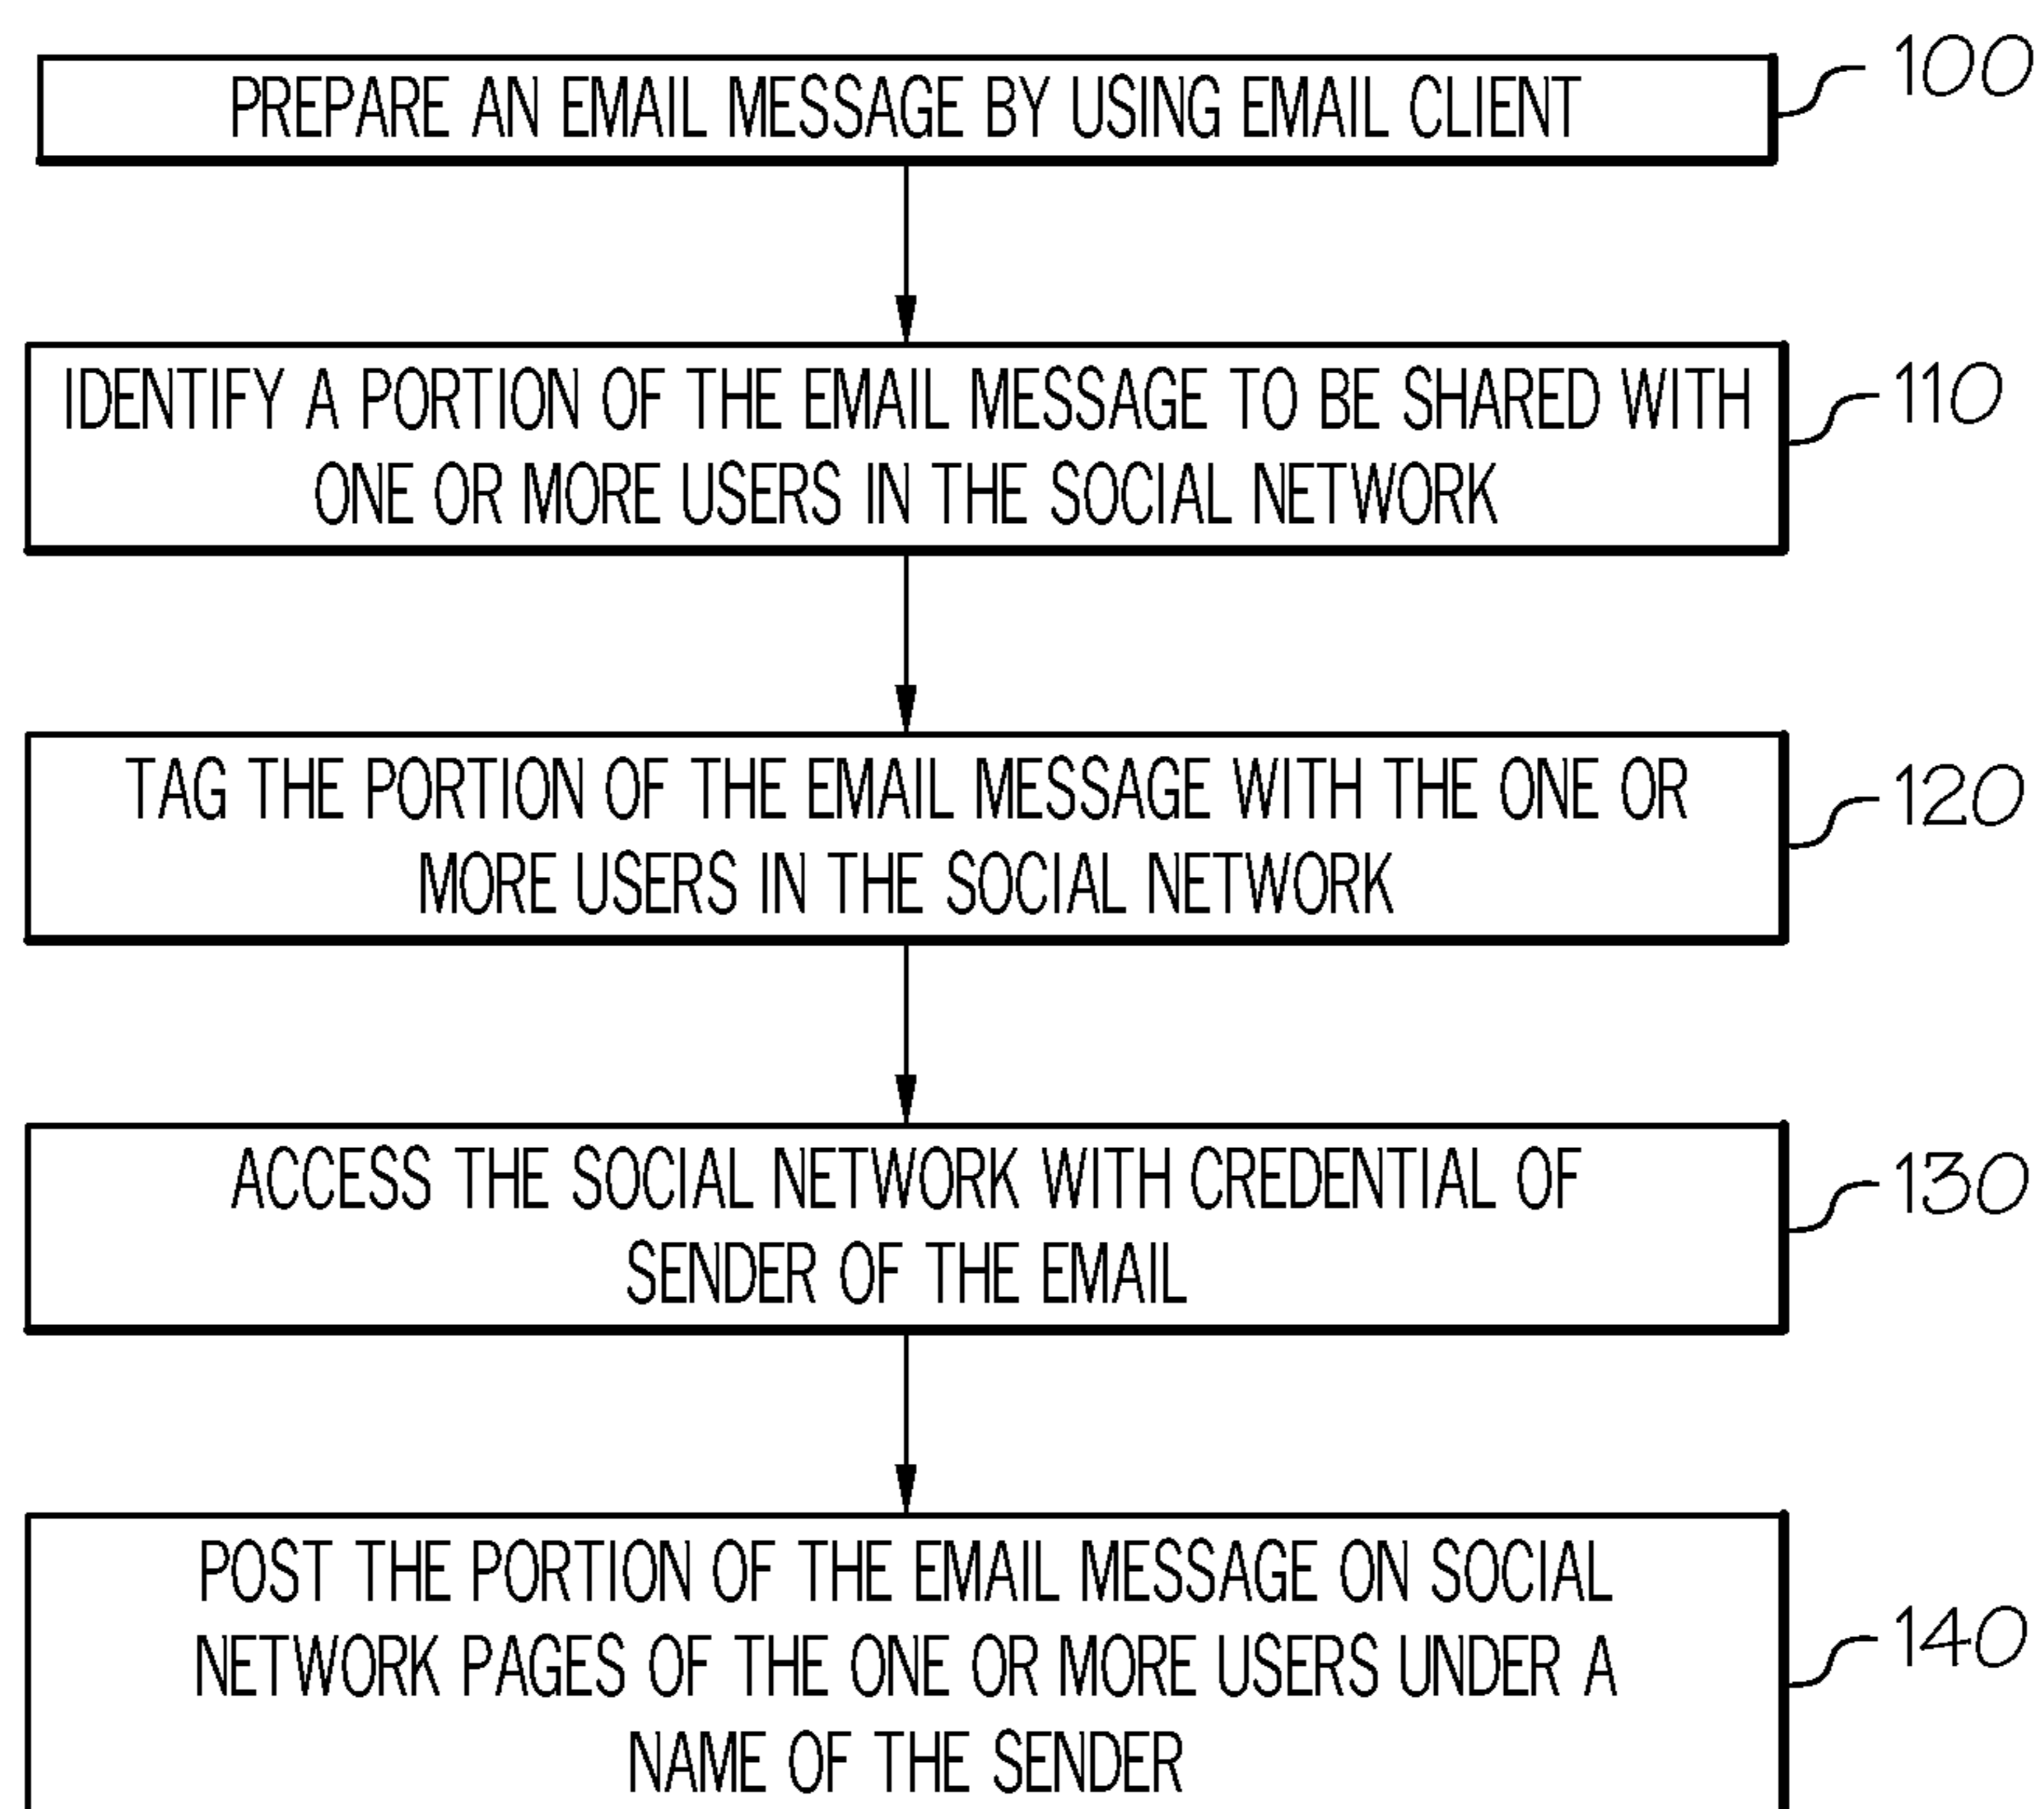 PREPARE AN EMAIL MESSAGE BY USING EMAIL CLIENT
100
IDENTIFY A PORTION OF THE EMAIL MESSAGE TO BE SHARED WITH
ONE OR MORE USERS IN THE SOCIAL NETWORK
110
TAG THE PORTION OF THE EMAIL MESSAGE WITH THE ONE OR
MORE USERS IN THE SOCIAL NETWORK
120
ACCESS THE SOCIAL NETWORK WITH CREDENTIAL OF
SENDER OF THE EMAIL
130
POST THE PORTION OF THE EMAIL MESSAGE ON SOCIAL
NETWORK PAGES OF THE ONE OR MORE USERS UNDER A
NAME OF THE SENDER
140